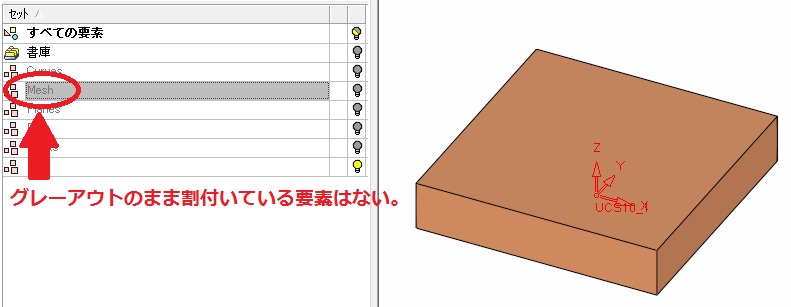 セット
すべての要素
書庫
Curves
Mesh
Planes
グレーアウトのまま割付いている要素はない。
Z
Y
X
UCS10_1